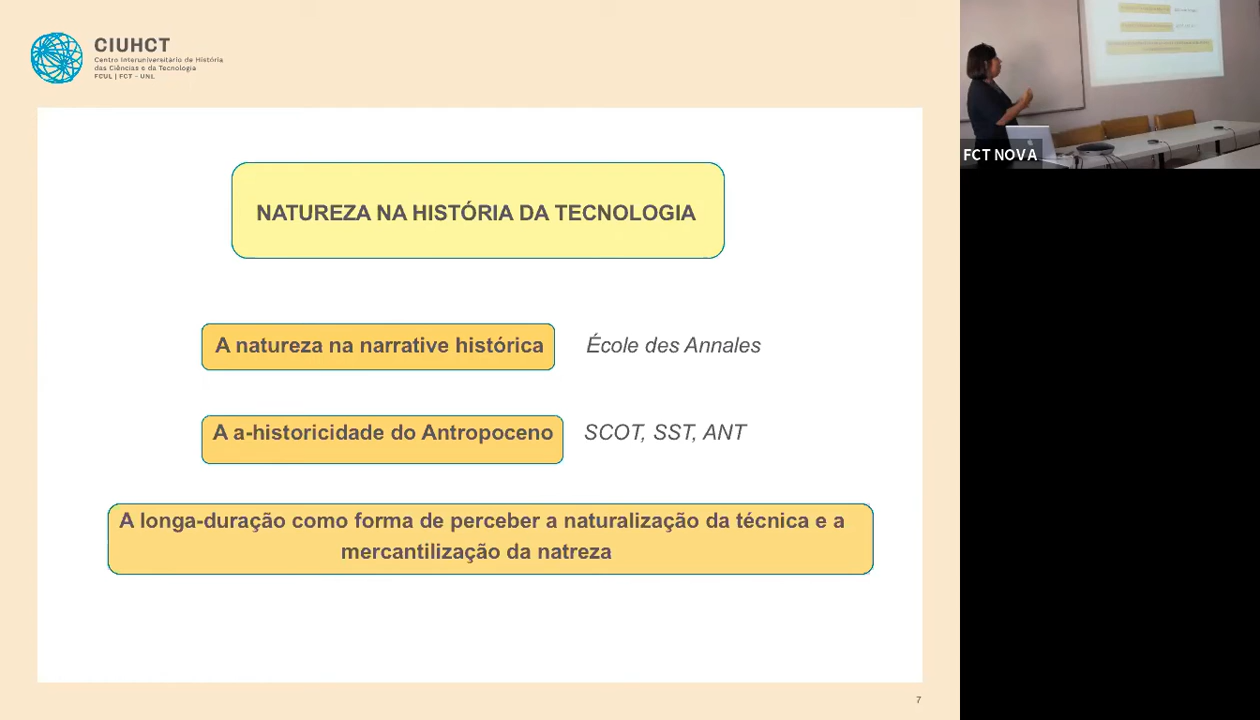 CIUHCT
Centro Interuniversitário de História
das Ciências e da Tecnologia
FCUL | FCT - UNL
NATUREZA NA HISTÓRIA DA TECNOLOGIA
A natureza na narrative histórica
École des Annales
A a-historicidade do Antropoceno
SCOT, SST, ANT
A longa-duração como forma de perceber a naturalização da técnica e a
mercantilização da natreza
7
FCT NOVA